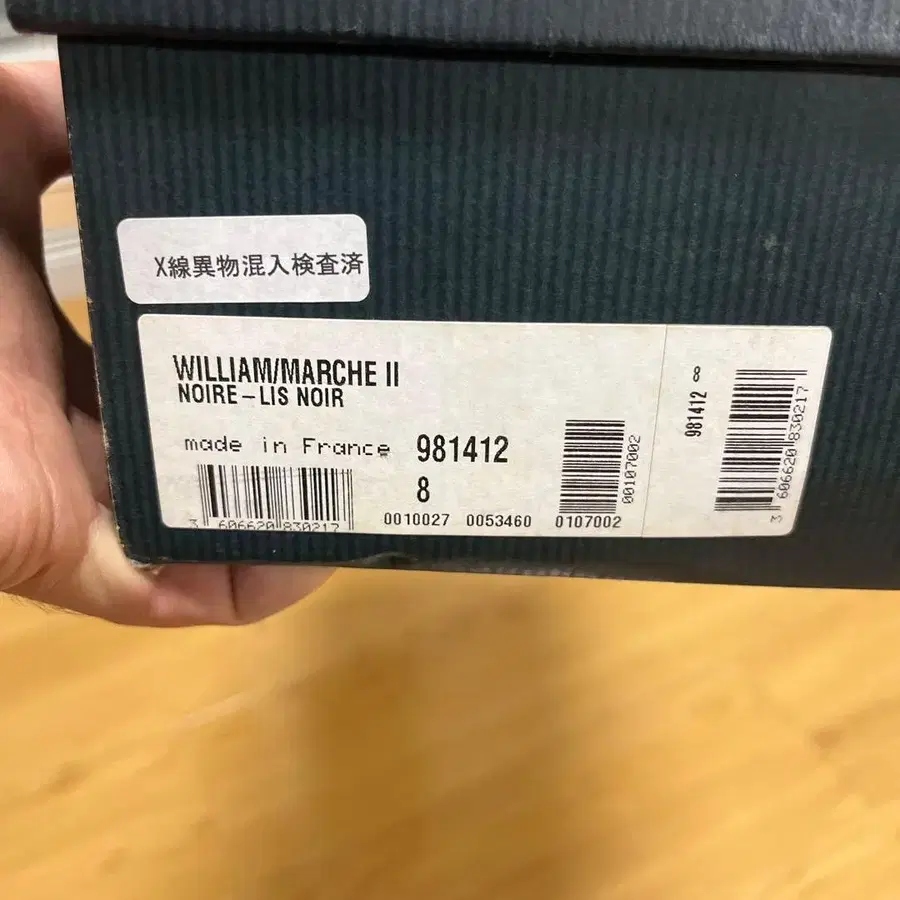 X線異物混入検査済
WILLIAM/MARCHE II
NOIRE-LIS NOIR
made in France 981412
8
3 606620 830217
0010027 0053460 0107002
00107002
981412 8
3 606620 830217